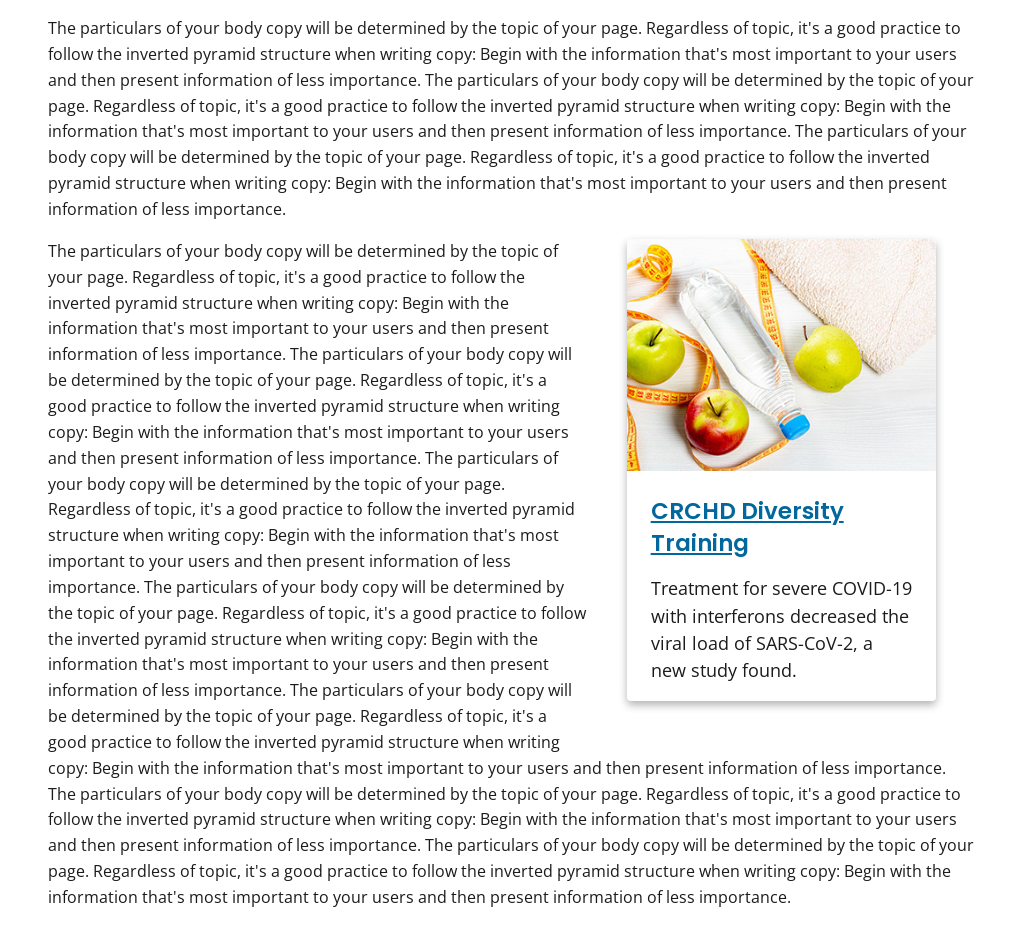 The particulars of your body copy will be determined by the topic of your page. Regardless of topic, it's a good practice to
follow the inverted pyramid structure when writing copy: Begin with the information that's most important to your users
and then present information of less importance. The particulars of your body copy will be determined by the topic of your
page. Regardless of topic, it's a good practice to follow the inverted pyramid structure when writing copy: Begin with the
information that's most important to your users and then present information of less importance. The particulars of your
body copy will be determined by the topic of your page. Regardless of topic, it's a good practice to follow the inverted
pyramid structure when writing copy: Begin with the information that's most important to your users and then present
information of less importance.
The particulars of your body copy will be determined by the topic of
your page. Regardless of topic, it's a good practice to follow the
inverted pyramid structure when writing copy: Begin with the
information that's most important to your users and then present
information of less importance. The particulars of your body copy will
be determined by the topic of your page. Regardless of topic, it's a
good practice to follow the inverted pyramid structure when writing
copy: Begin with the information that's most important to your users
and then present information of less importance. The particulars of
your body copy will be determined by the topic of your page.
Regardless of topic, it's a good practice to follow the inverted pyramid
structure when writing copy: Begin with the information that's most
important to your users and then present information of less
importance. The particulars of your body copy will be determined by
the topic of your page. Regardless of topic, it's a good practice to follow
the inverted pyramid structure when writing copy: Begin with the
information that's most important to your users and then present
information of less importance. The particulars of your body copy will
be determined by the topic of your page. Regardless of topic, it's a
good practice to follow the inverted pyramid structure when writing
copy: Begin with the information that's most important to your users and then present information of less importance.
The particulars of your body copy will be determined by the topic of your page. Regardless of topic, it's a good practice to
follow the inverted pyramid structure when writing copy: Begin with the information that's most important to your users
and then present information of less importance. The particulars of your body copy will be determined by the topic of your
page. Regardless of topic, it's a good practice to follow the inverted pyramid structure when writing copy: Begin with the
information that's most important to your users and then present information of less importance.
CRCHD Diversity
Training
Treatment for severe COVID-19
with interferons decreased the
viral load of SARS-CoV-2, a
new study found.